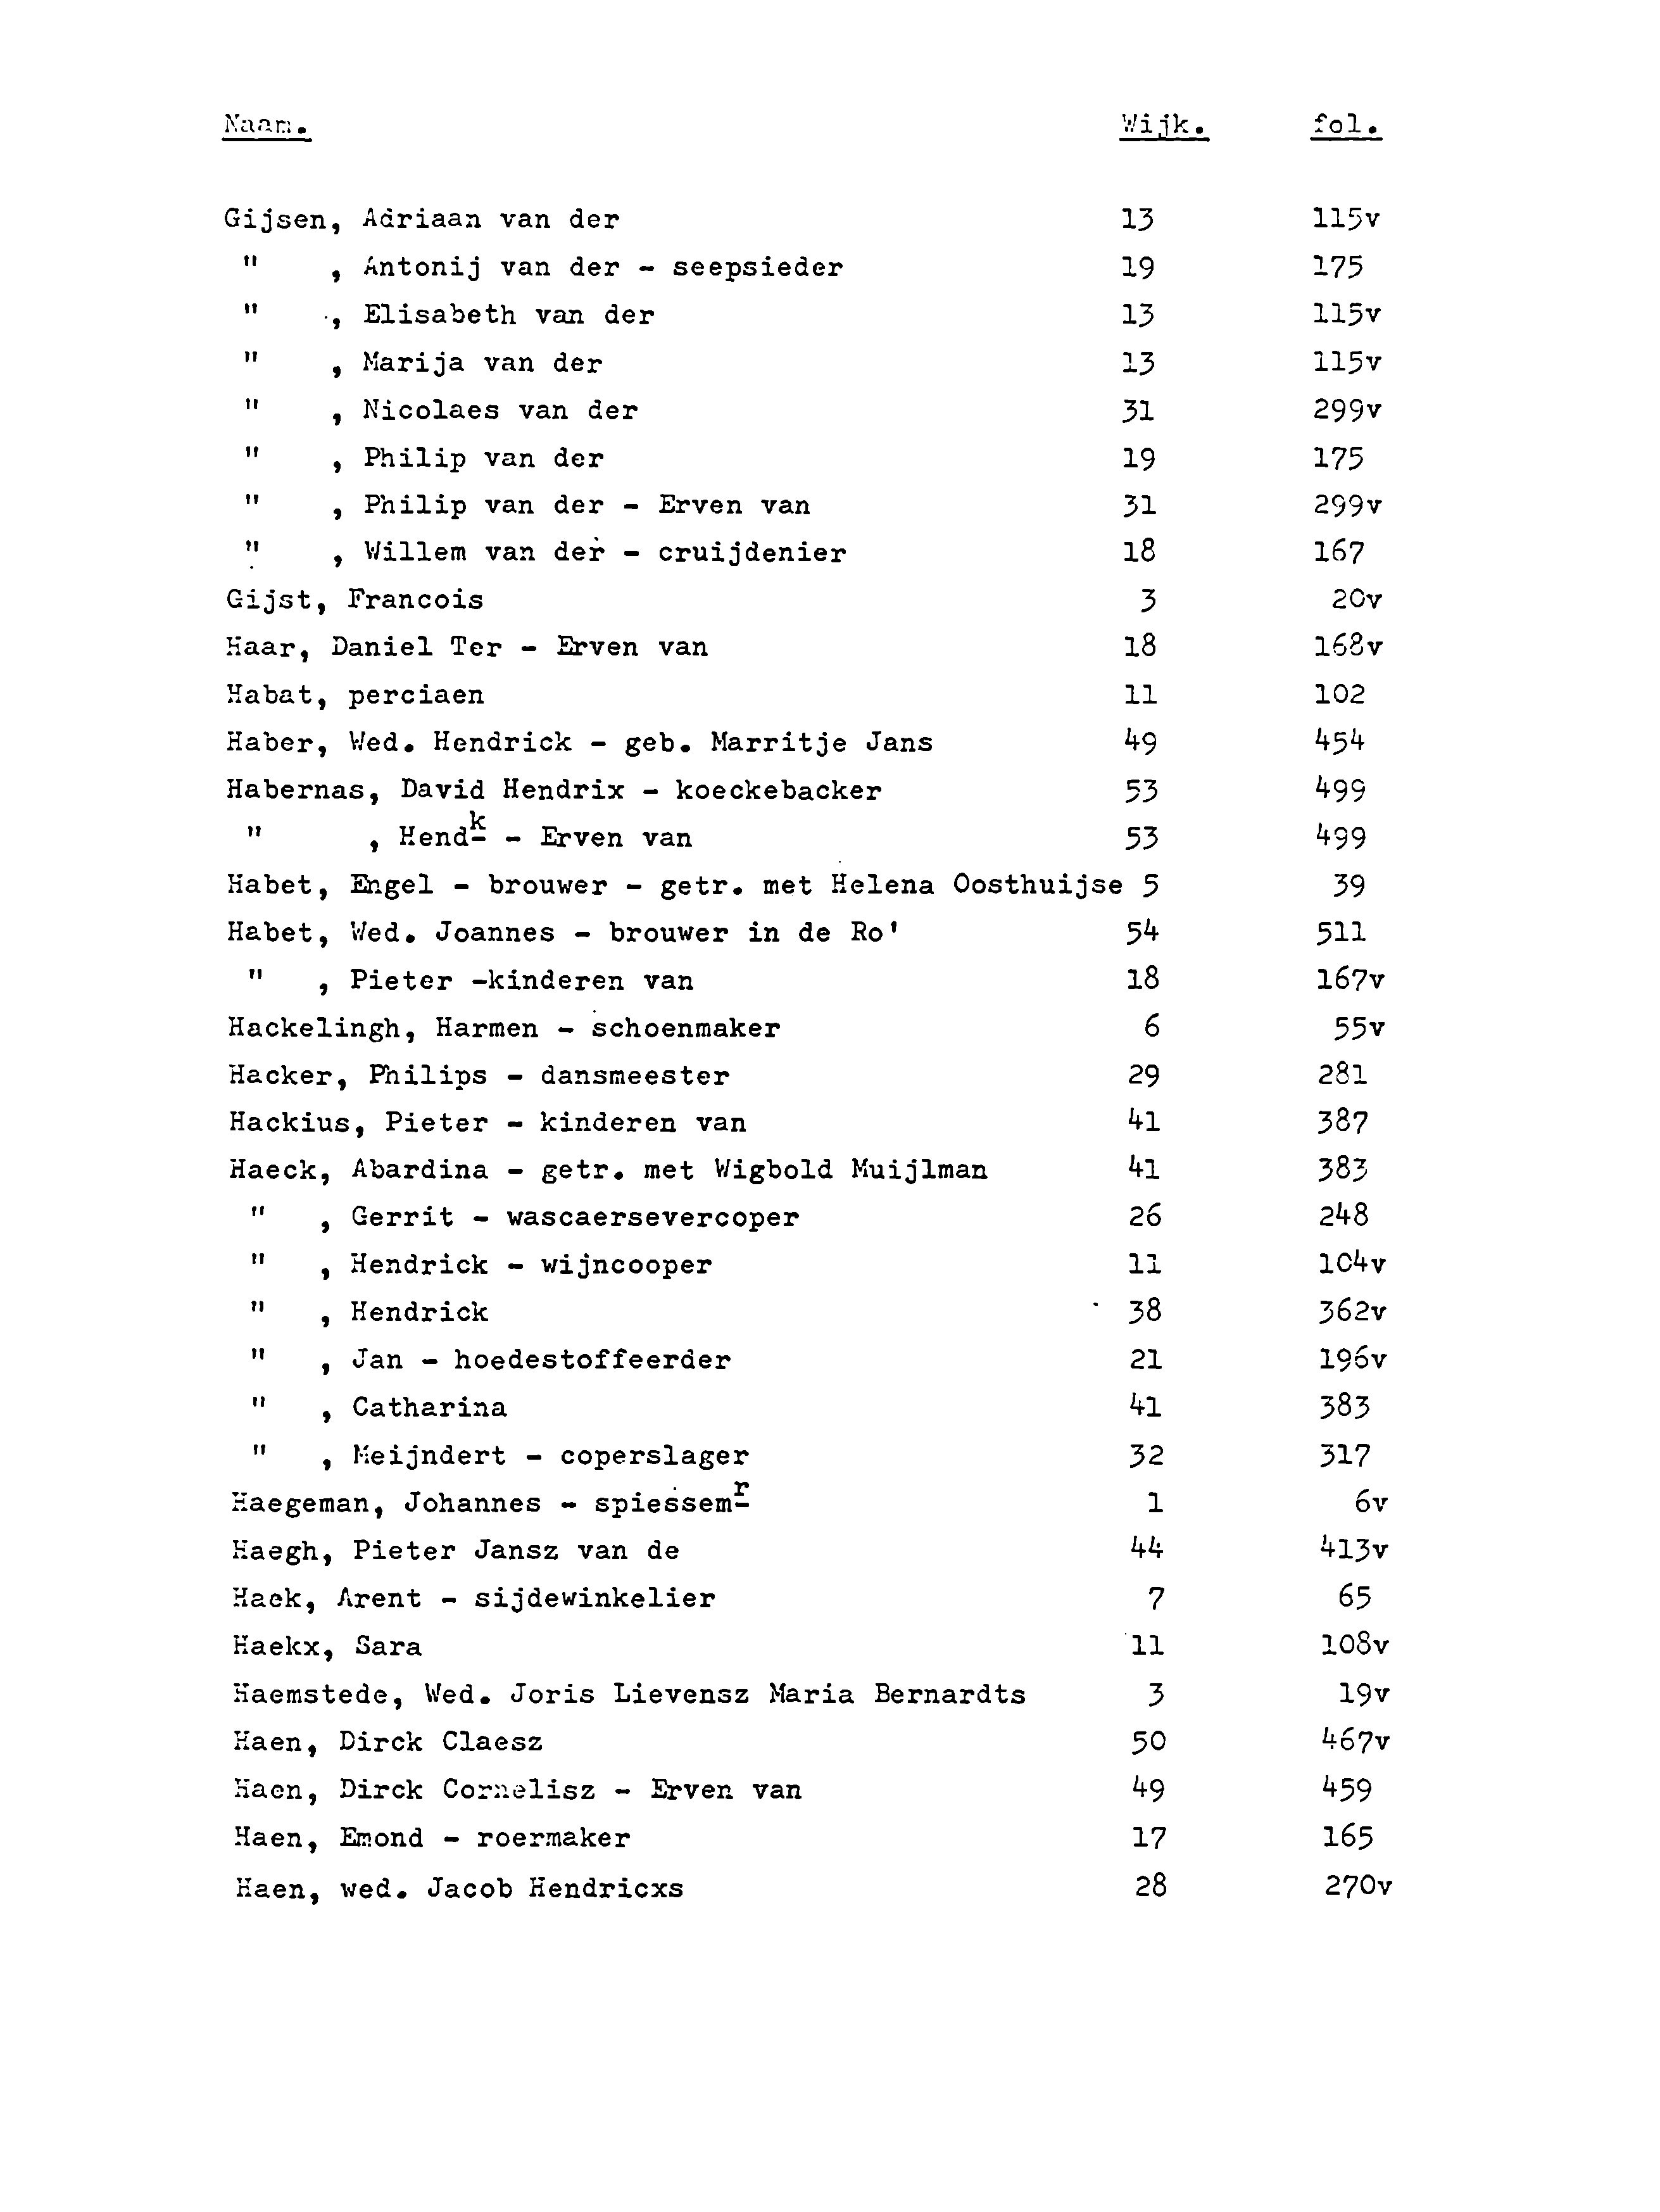 Naam. Wijk. fol.
Gijsen, Adriaan van der 13 115v
" , Antonij van der - seepsieder 19 175
" , Elisabeth van der 13 115v
" , Marija van der 13 115v
" , Nicolaes van der 31 299v
" , Philip van der 19 175
" , Philip van der - Erven van 31 299v
" , Willem van der - cruijdenier 18 167
Gijst, Francois 3 20v
Haar, Daniel Ter - Erven van 18 168v
Habat, perciaen 11 102
Haber, Wed. Hendrick - geb. Marritje Jans 49 454
Habernas, David Hendrix - koeckebacker 53 499
" , Hendk - Erven van 53 499
Habet, Engel - brouwer - getr. met Helena Oosthuijse 5 39
Habet, Wed. Joannes - brouwer in de Ro' 54 511
" , Pieter -kinderen van 18 167v
Hackelingh, Harmen - schoenmaker 6 55v
Hacker, Philips - dansmeester 29 281
Hackius, Pieter - kinderen van 41 387
Haeck, Abardina - getr. met Wigbold Muijlman 41 383
" , Gerrit - wascaersevercoper 26 248
" , Hendrick - wijncooper 11 104v
" , Hendrick 38 362v
" , Jan - hoedestoffeerder 21 196v
" , Catharina 41 383
" , Meijndert - coperslager 32 317
Haegeman, Johannes - spiessemr 1 6v
Haegh, Pieter Jansz van de 44 413v
Haek, Arent - sijdewinkelier 7 65
Haekx, Sara 11 108v
Haemstede, Wed. Joris Lievensz Maria Bernardts 3 19v
Haen, Dirck Claesz 50 467v
Haen, Dirck Cornelisz - Erven van 49 459
Haen, Emond - roermaker 17 165
Haen, wed. Jacob Hendricxs 28 270v